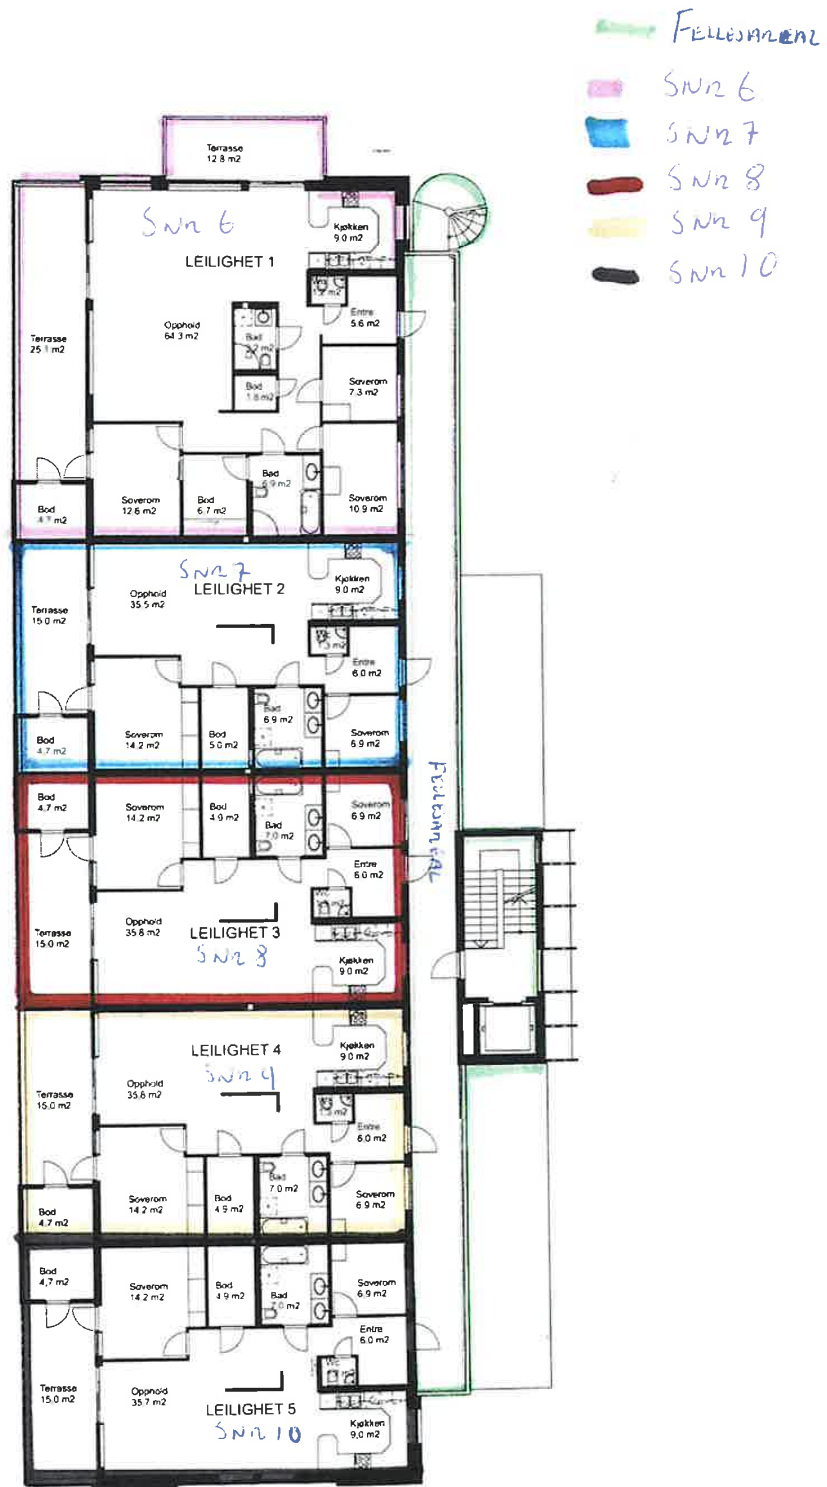 FELLESAREAL
SNR 6
SNR 7
SNR 8
SNR 9
SNR 10
Terrasse
12.8 m2
SNR 6
LEILIGHET 1
Kjøkken
9.0 m2
Entre
5.6 m2
Terrasse
25.1 m2
Opphold
64.3 m2
Bad
Bod
1.8 m2
Soverom
7.3 m2
Bod
4.7 m2
Soverom
12.6 m2
Bod
6.7 m2
Bad
6.9 m2
Soverom
10.9 m2
SNR 7
LEILIGHET 2
Opphold
35.5 m2
Kjøkken
9.0 m2
Terrasse
15.0 m2
Entre
6.0 m2
Bod
4.7 m2
Soverom
14.2 m2
Bod
5.0 m2
Bad
6.9 m2
Soverom
6.9 m2
FELLESAREAL
Bod
4.7 m2
Soverom
14.2 m2
Bod
4.9 m2
Bad
7.0 m2
Soverom
6.9 m2
Entre
6.0 m2
WC
Terrasse
15.0 m2
Opphold
35.8 m2
LEILIGHET 3
SNR 8
Kjøkken
9.0 m2
LEILIGHET 4
SNR 9
Kjøkken
9.0 m2
Opphold
35.8 m2
Terrasse
15.0 m2
Entre
6.0 m2
Bod
4.7 m2
Soverom
14.2 m2
Bod
4.9 m2
Bad
7.0 m2
Soverom
6.9 m2
Bod
4.7 m2
Soverom
14.2 m2
Bod
4.9 m2
Bad
7.0 m2
Soverom
6.9 m2
Entre
6.0 m2
WC
Terrasse
15.0 m2
Opphold
35.7 m2
LEILIGHET 5
SNR 10
Kjøkken
9.0 m2